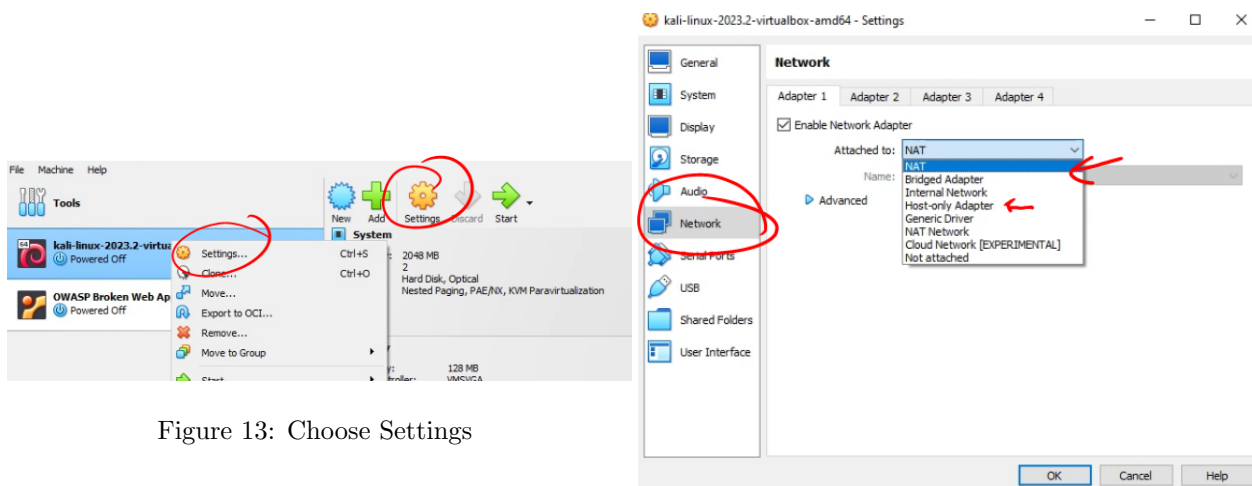 File Machine Help
Tools
New Add Settings Discard Start
System
64
kali-linux-2023.2-virtua
Powered Off
OWASP Broken Web Ap
Powered Off
Settings... Ctrl+S
Clone... Ctrl+O
Move...
Export to OCI...
Remove...
Move to Group
Start
2048 MB
2
Hard Disk, Optical
Nested Paging, PAE/NX, KVM Paravirtualization
128 MB
VMSVGA
Figure 13: Choose Settings
kali-linux-2023.2-virtualbox-amd64 - Settings
General
System
Display
Storage
Audio
Network
Serial Ports
USB
Shared Folders
User Interface
Network
Adapter 1 Adapter 2 Adapter 3 Adapter 4
Enable Network Adapter
Attached to: NAT
Name:
Advanced
NAT
Bridged Adapter
Internal Network
Host-only Adapter
Generic Driver
NAT Network
Cloud Network [EXPERIMENTAL]
Not attached
OK Cancel Help